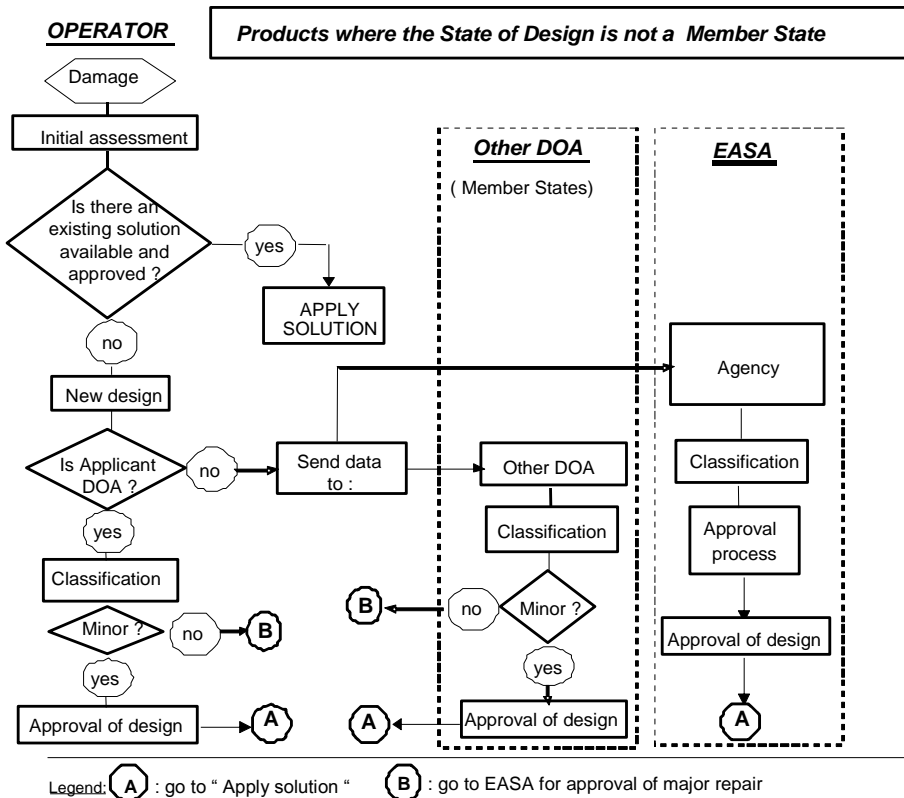 OPERATOR
Products where the State of Design is not a Member State
Damage
Initial assessment
Is there an
existing solution
available and
approved ?
yes
APPLY
SOLUTION
no
New design
Is Applicant
DOA ?
no
Send data
to :
yes
Classification
Minor ?
no
B
yes
Approval of design
A
Other DOA
( Member States)
Other DOA
Classification
Minor ?
no
B
yes
Approval of design
A
EASA
Agency
Classification
Approval
process
Approval of design
A
Legend: A : go to “ Apply solution “ B : go to EASA for approval of major repair